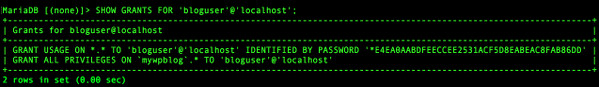 MariaDB [(none)]> SHOW GRANTS FOR 'bloguser'@'localhost';
+-----------------------------------------------------------------------------------------------------------------+
| Grants for bloguser@localhost |
+-----------------------------------------------------------------------------------------------------------------+
| GRANT USAGE ON *.* TO 'bloguser'@'localhost' IDENTIFIED BY PASSWORD '*E4EA0AABDFEECCEE2531ACF5D8EABEAC8FAB86DD' |
| GRANT ALL PRIVILEGES ON `mywpblog`.* TO 'bloguser'@'localhost' |
+-----------------------------------------------------------------------------------------------------------------+
2 rows in set (0.00 sec)